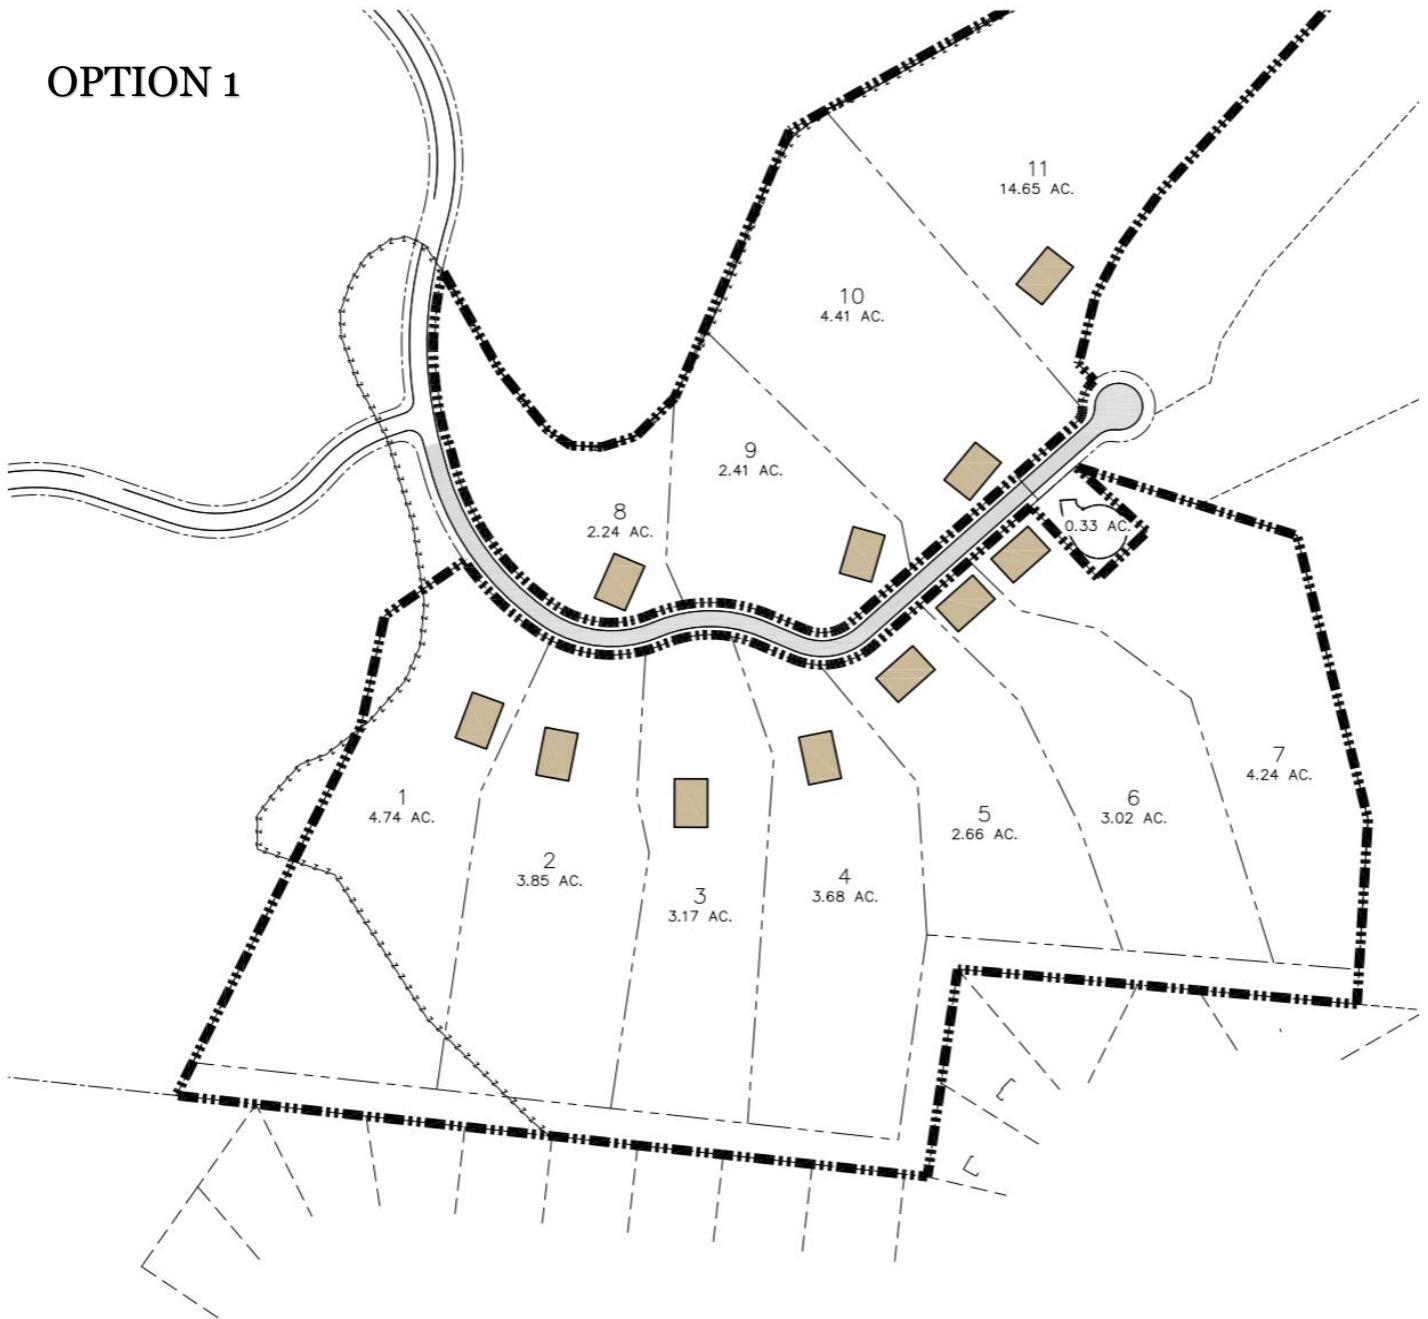 OPTION 1
11
14.65 AC.
10
4.41 AC.
9
2.41 AC.
8
2.24 AC.
0.33 AC.
7
4.24 AC.
1
4.74 AC.
6
3.02 AC.
5
2.66 AC.
2
3.85 AC.
4
3.68 AC.
3
3.17 AC.